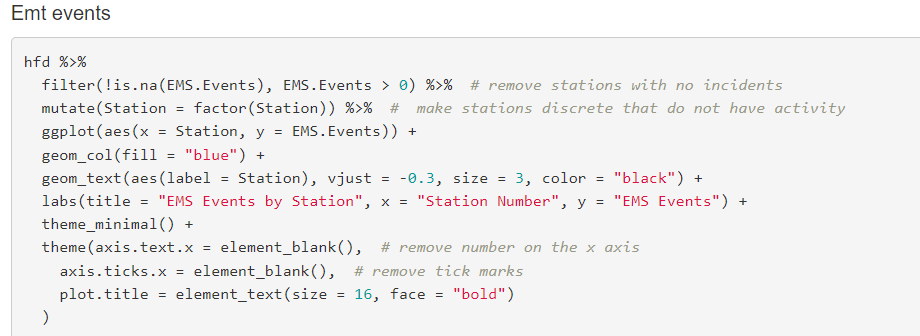 Emt events
hfd %>%
  filter(!is.na(EMS.Events), EMS.Events > 0) %>%  # remove stations with no incidents
  mutate(Station = factor(Station)) %>%  #  make stations discrete that do not have activity
  ggplot(aes(x = Station, y = EMS.Events)) +
  geom_col(fill = "blue") +
  geom_text(aes(label = Station), vjust = -0.3, size = 3, color = "black") +
  labs(title = "EMS Events by Station", x = "Station Number", y = "EMS Events") +
  theme_minimal() +
  theme(axis.text.x = element_blank(),  # remove number on the x axis
    axis.ticks.x = element_blank(),  # remove tick marks
    plot.title = element_text(size = 16, face = "bold")
  )